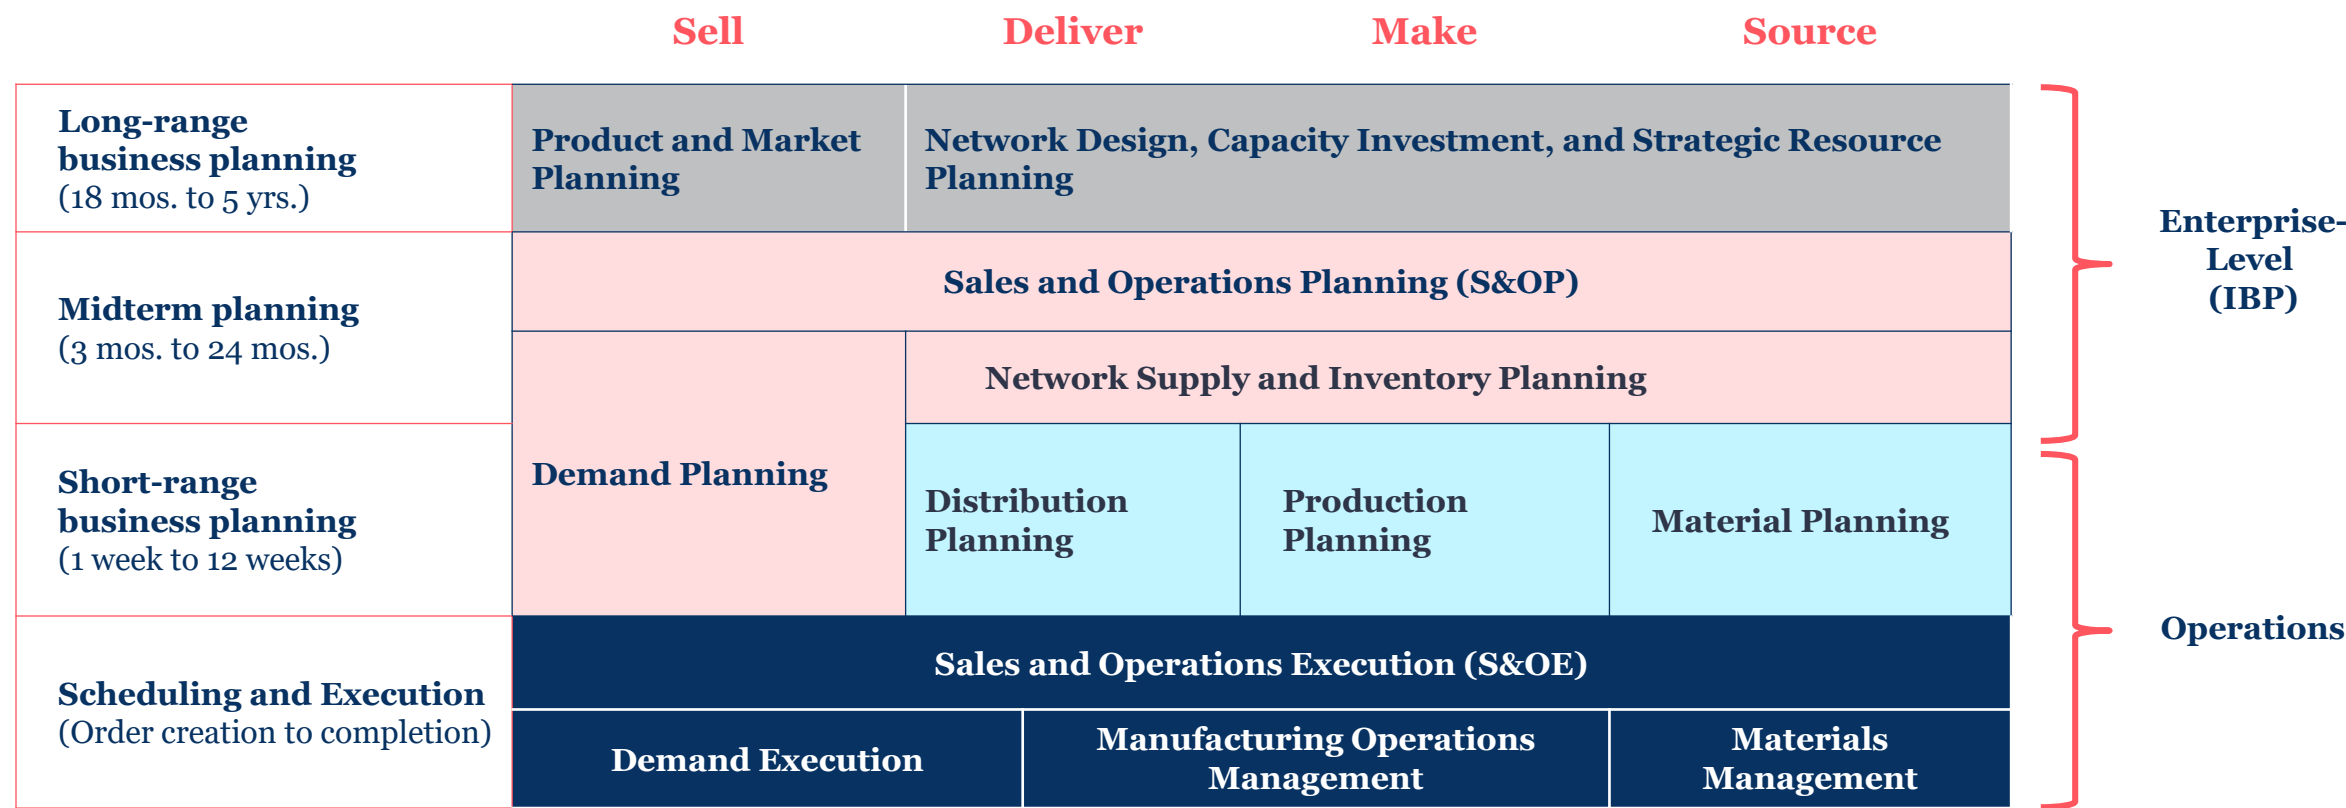 Sell
Deliver
Make
Source
Long-range
business planning
(18 mos. to 5 yrs.)
Product and Market
Planning
Network Design, Capacity Investment, and Strategic Resource
Planning
Enterprise-
Level
(IBP)
Midterm planning
(3 mos. to 24 mos.)
Sales and Operations Planning (S&OP)
Network Supply and Inventory Planning
Demand Planning
Short-range
business planning
(1 week to 12 weeks)
Distribution
Planning
Production
Planning
Material Planning
Operations
Scheduling and Execution
(Order creation to completion)
Sales and Operations Execution (S&OE)
Demand Execution
Manufacturing Operations
Management
Materials
Management